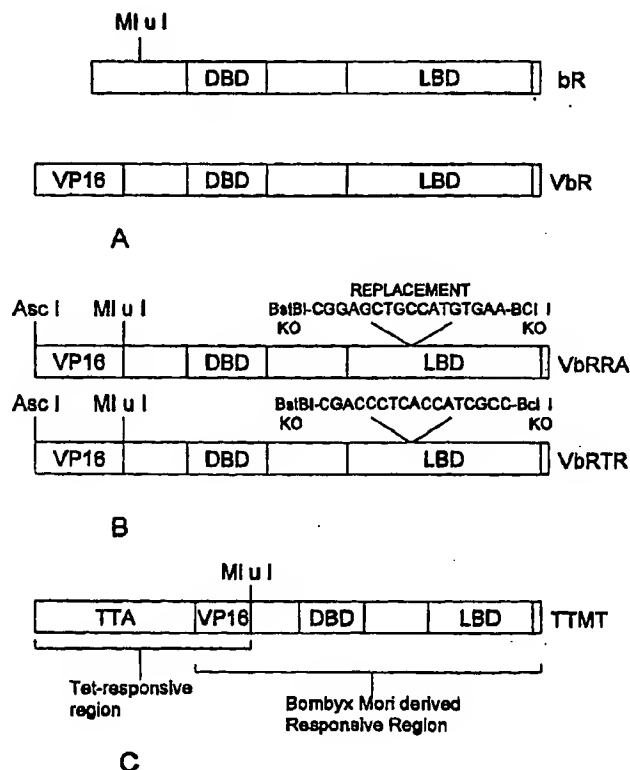 Ml u I
DBD LBD bR
VP16 DBD LBD VbR
A
REPLACEMENT
Asc I Ml u I BstBI-CGGAGCTGCCATGTGAA-BCl I
KO KO
VP16 DBD LBD VbRRA
Asc I Ml u I BstBI-CGACCCTCACCATCGCC-Bcl I
KO KO
VP16 DBD LBD VbRTR
B
Ml u I
TTA VP16 DBD LBD TTMT
Tet-responsive
region
Bombyx Mori derived
Responsive Region
C